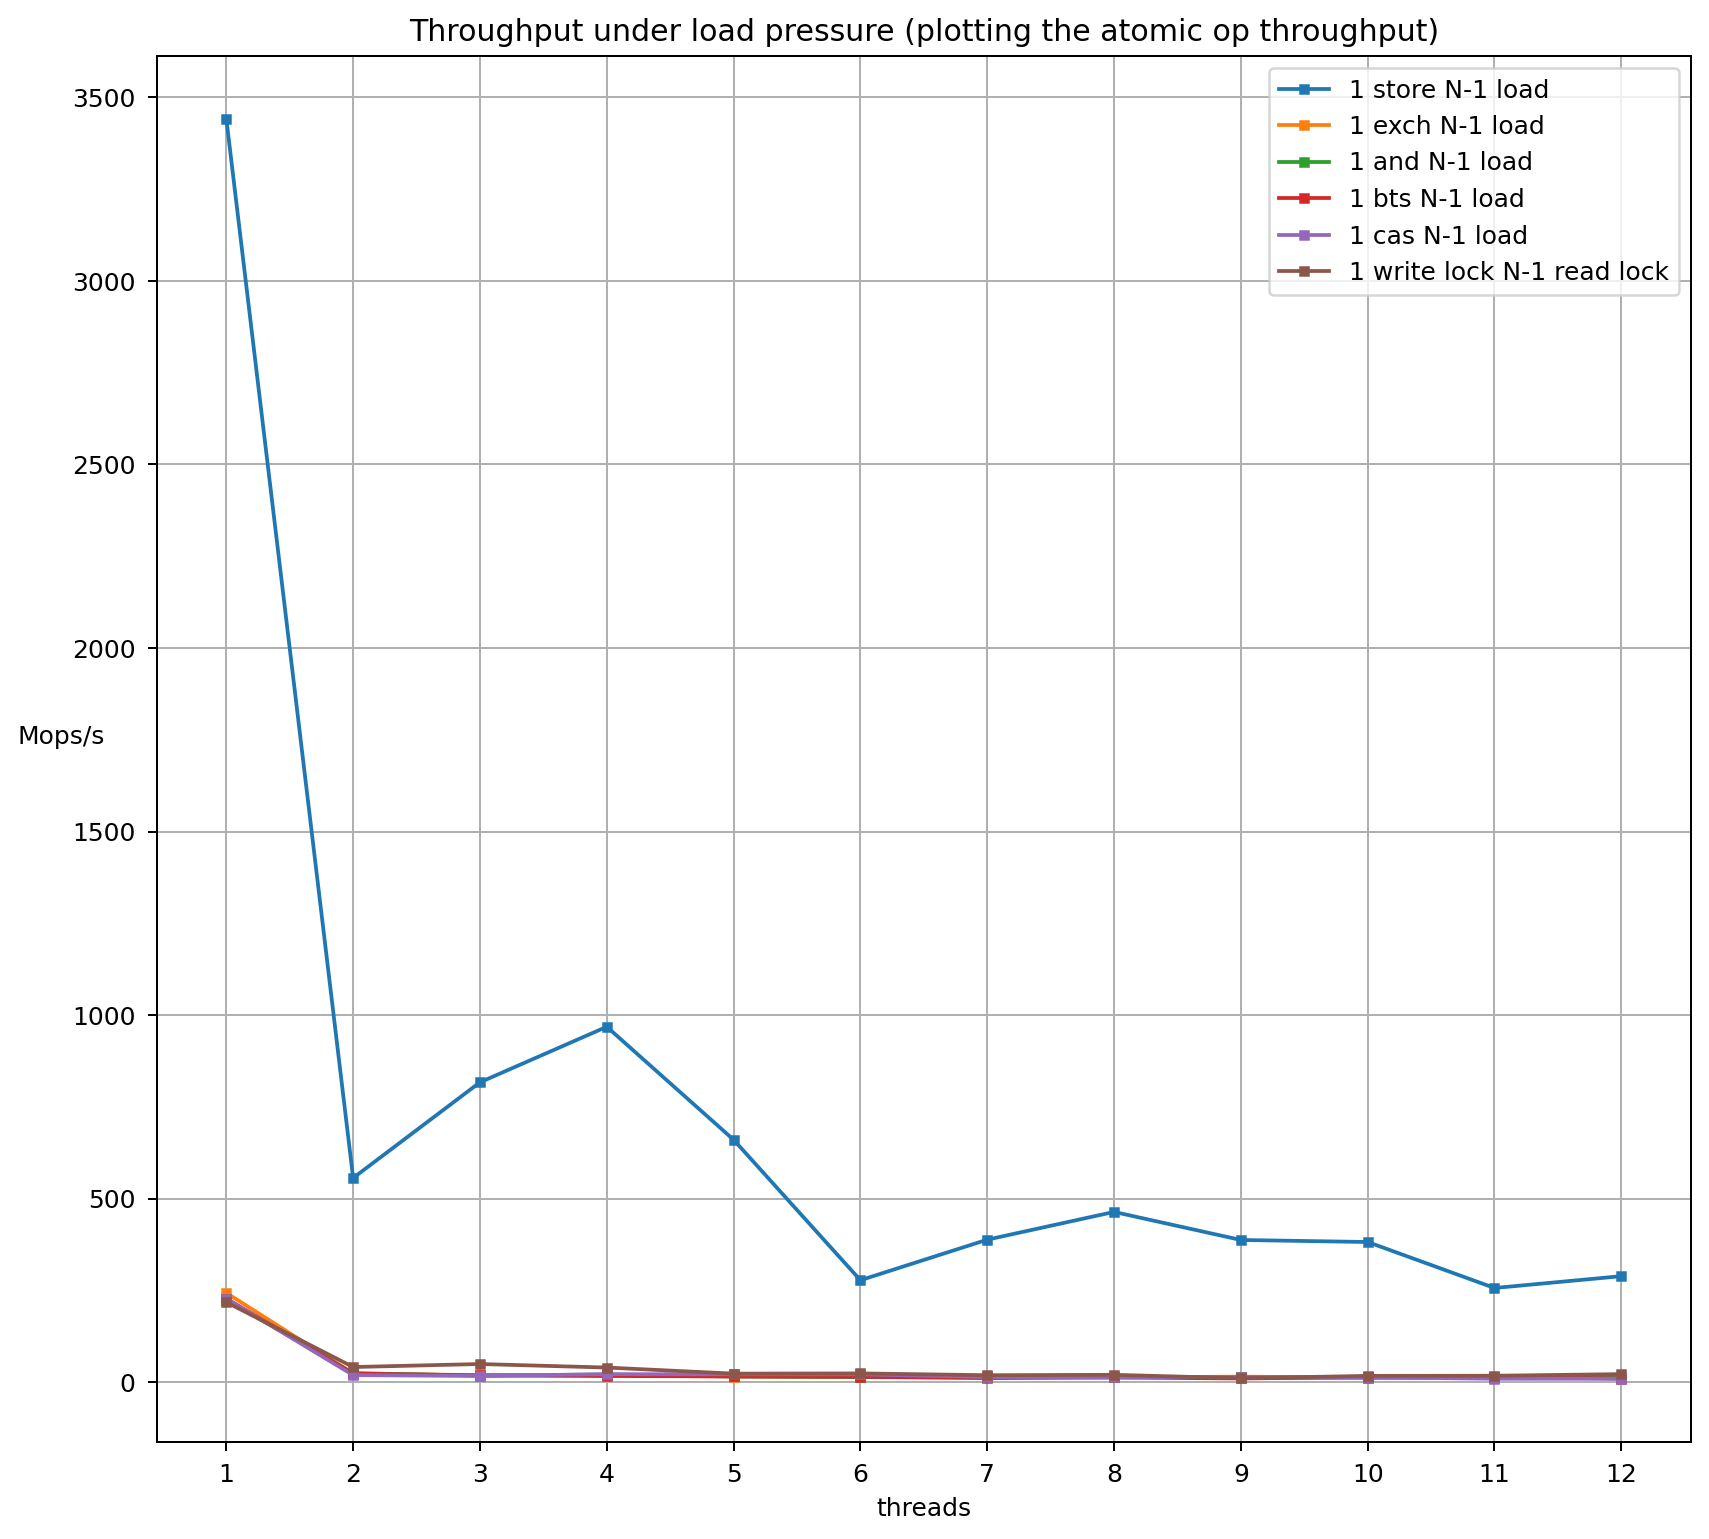 Throughput under load pressure (plotting the atomic op throughput)
3500
3000
2500
2000
1500
1000
500
0
Mops/s
1 store N-1 load
1 exch N-1 load
1 and N-1 load
1 bts N-1 load
1 cas N-1 load
1 write lock N-1 read lock
1 2 3 4 5 6 7 8 9 10 11 12
threads